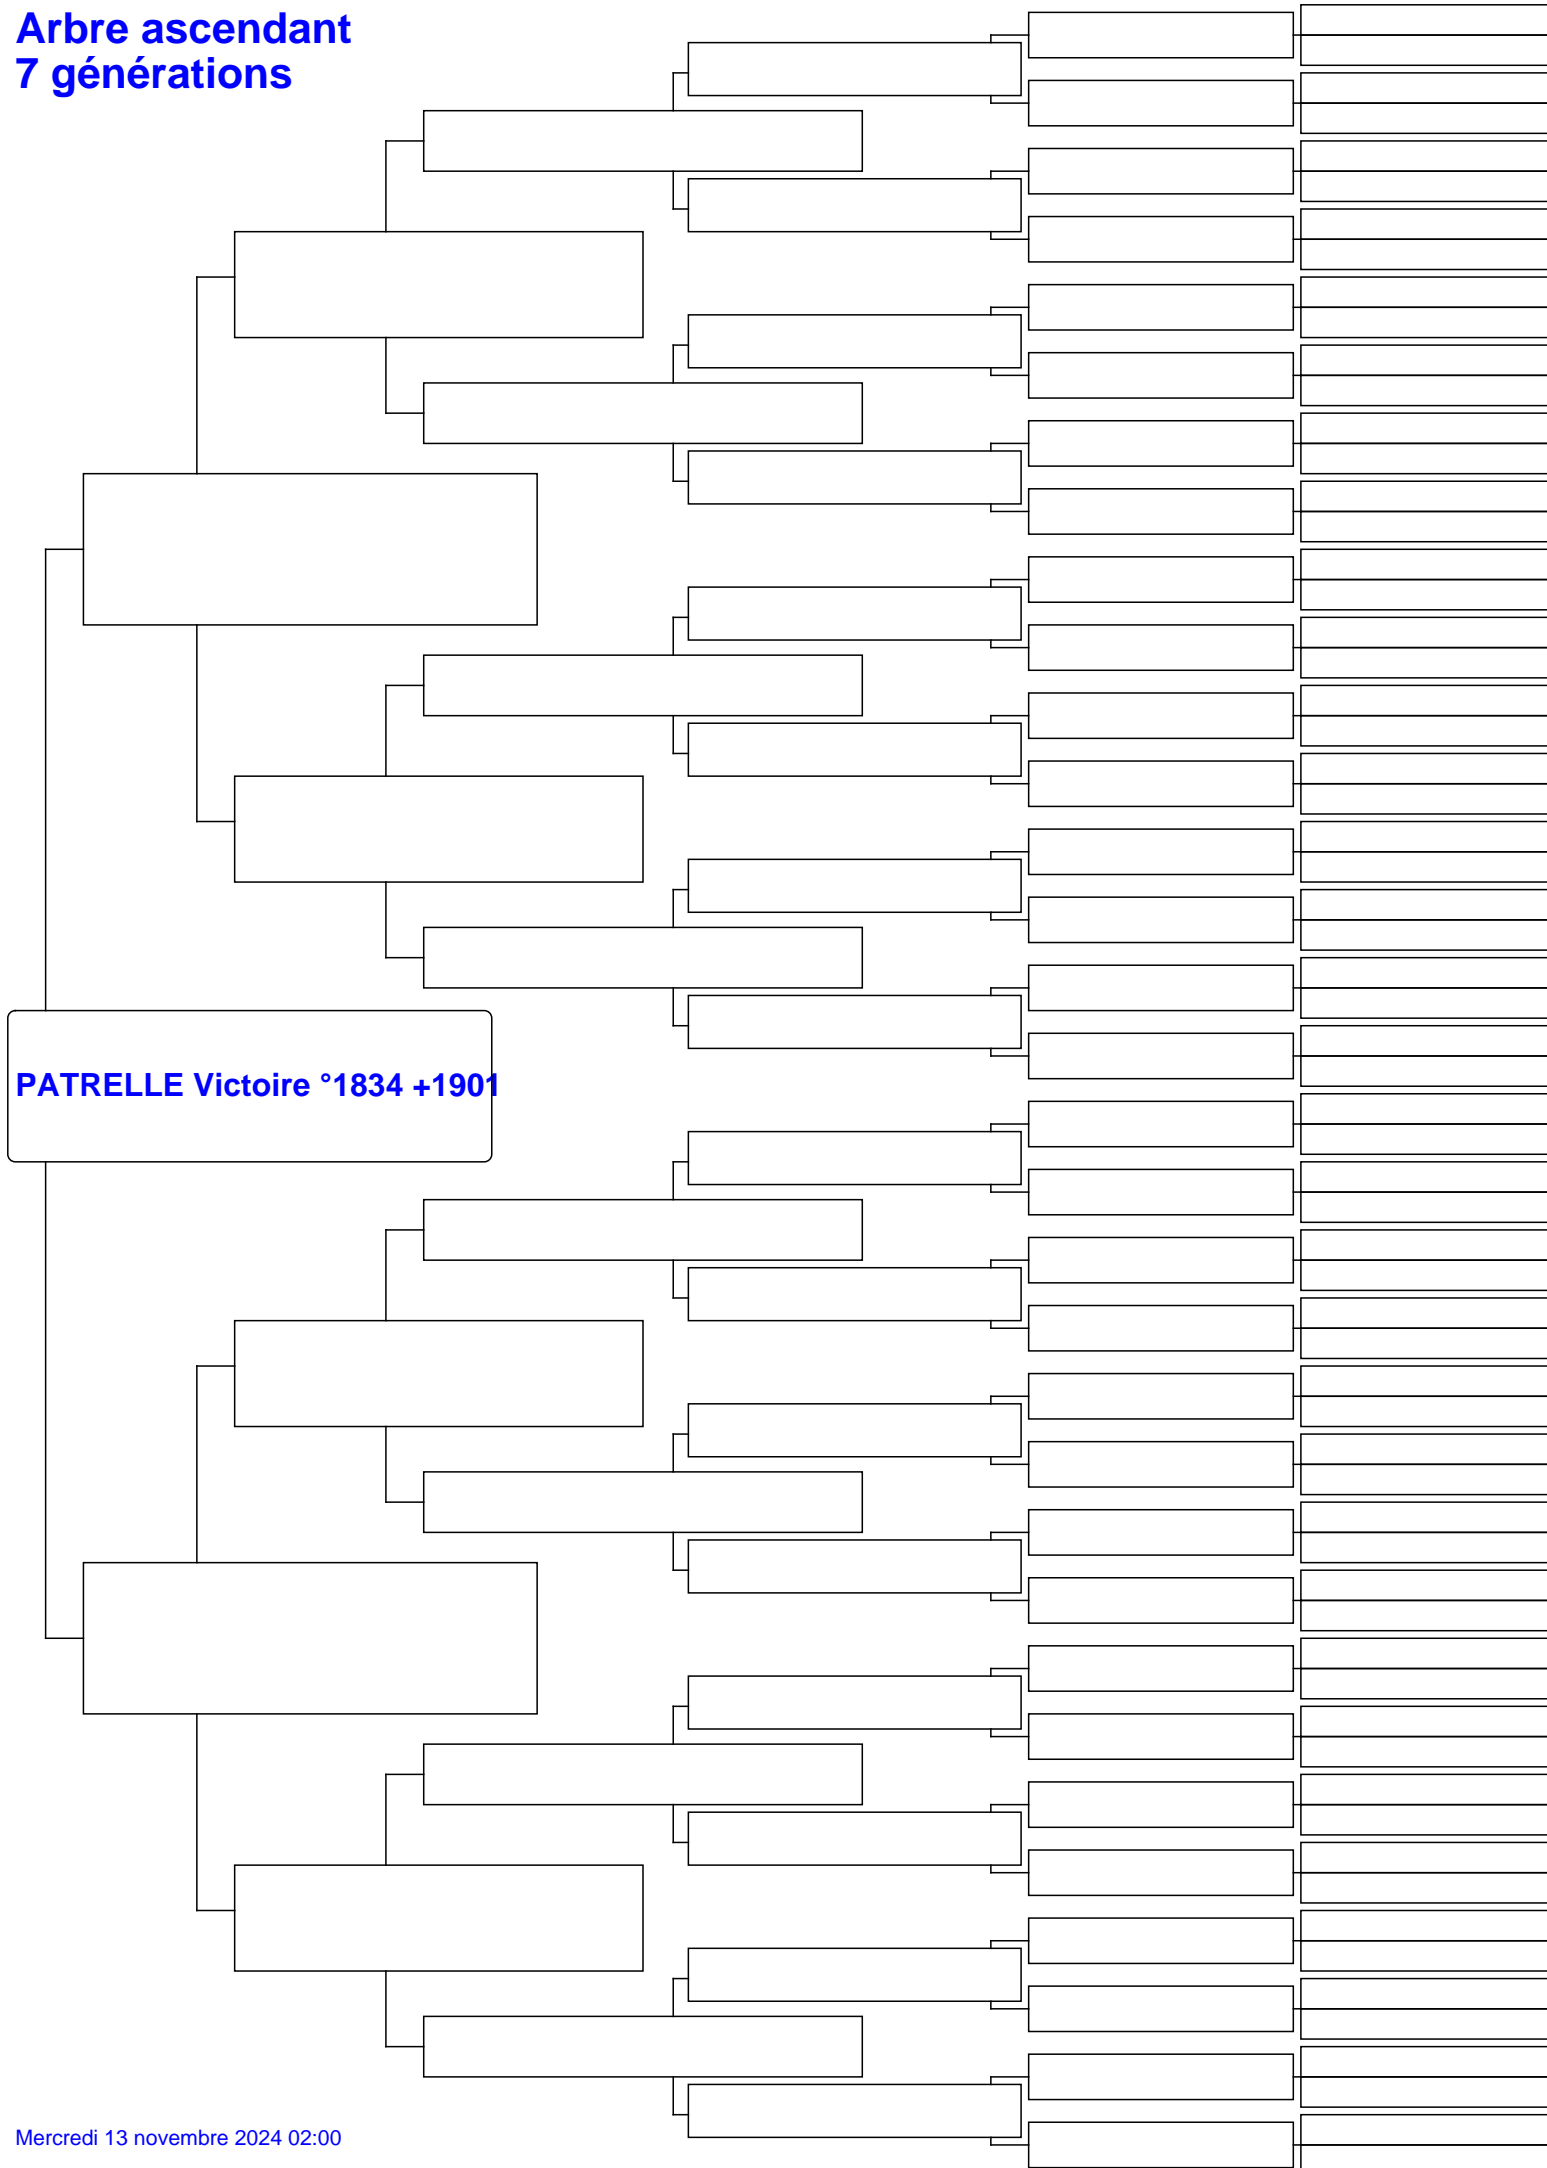 Arbre ascendant
7 générations
PATRELLE Victoire °1834 +1901
Mercredi 13 novembre 2024 02:00